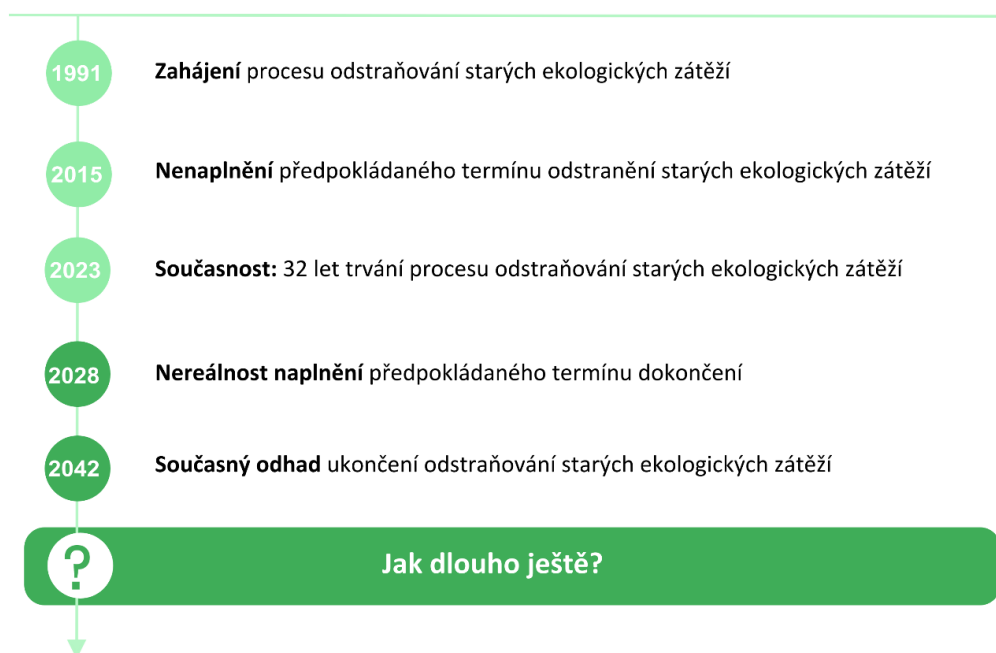 1991 Zahájení procesu odstraňování starých ekologických zátěží
2015 Nenaplnění předpokládaného termínu odstranění starých ekologických zátěží
2023 Současnost: 32 let trvání procesu odstraňování starých ekologických zátěží
2028 Nereálnost naplnění předpokládaného termínu dokončení
2042 Současný odhad ukončení odstraňování starých ekologických zátěží
? Jak dlouho ještě?